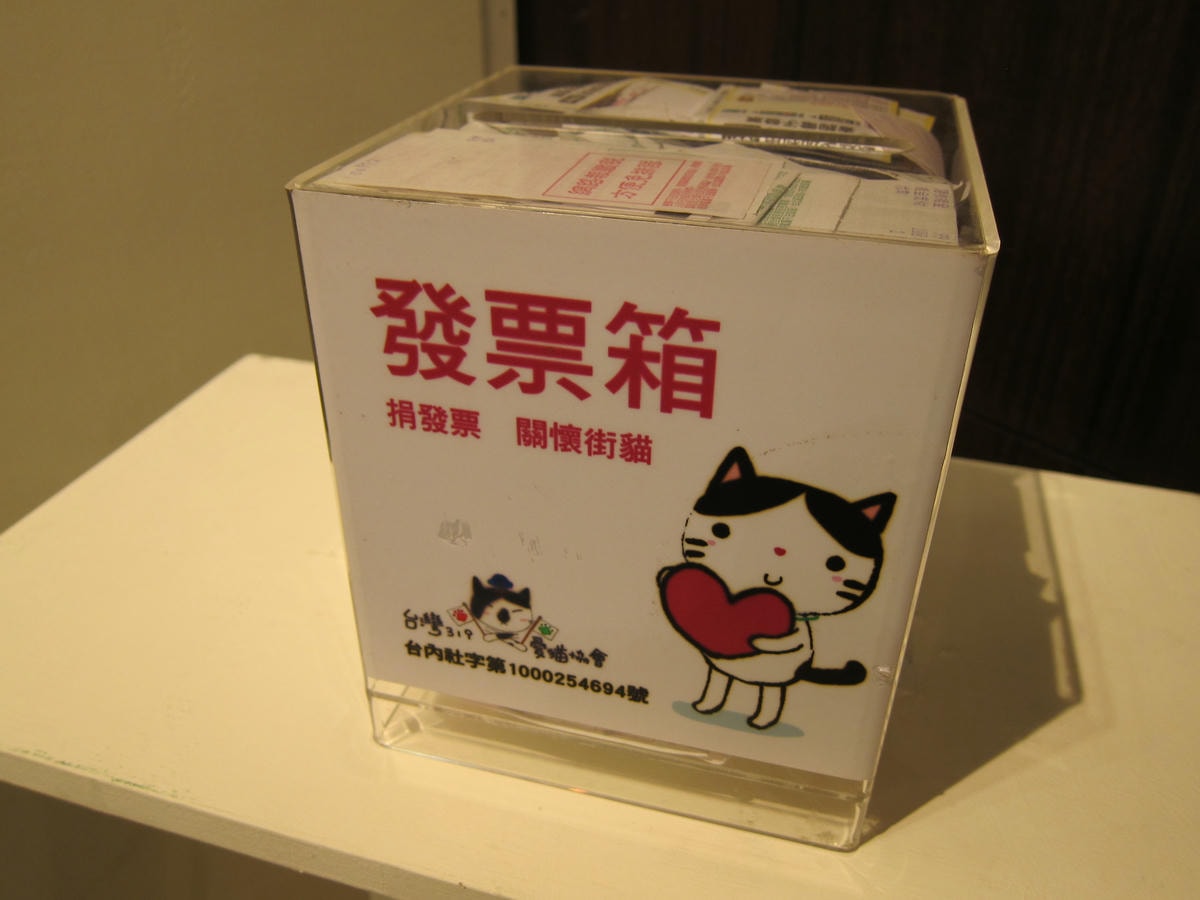 發票箱
捐發票 關懷街貓
台灣319愛貓協會
台內社字第1000254694號